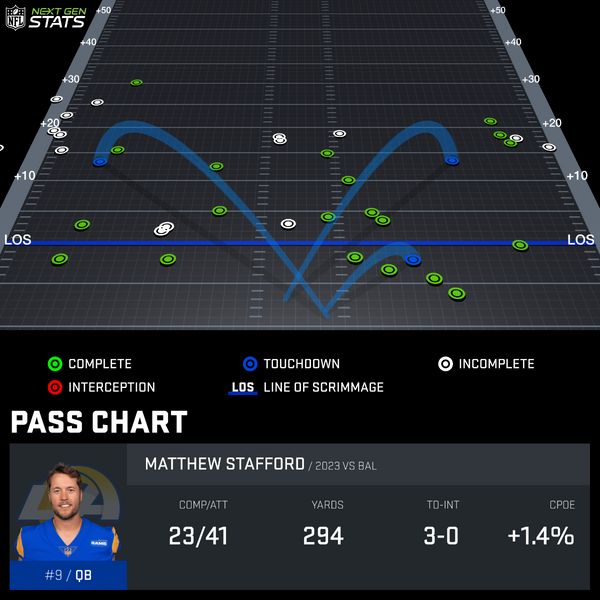 NFL NEXT GEN STATS
+50 +50
+40 +40
+30 +30
+20 +20
+10 +10
LOS LOS
COMPLETE TOUCHDOWN INCOMPLETE
INTERCEPTION LOS LINE OF SCRIMMAGE
PASS CHART
MATTHEW STAFFORD / 2023 VS BAL
COMP/ATT YARDS TD-INT CPOE
23/41 294 3-0 +1.4%
#9 / QB